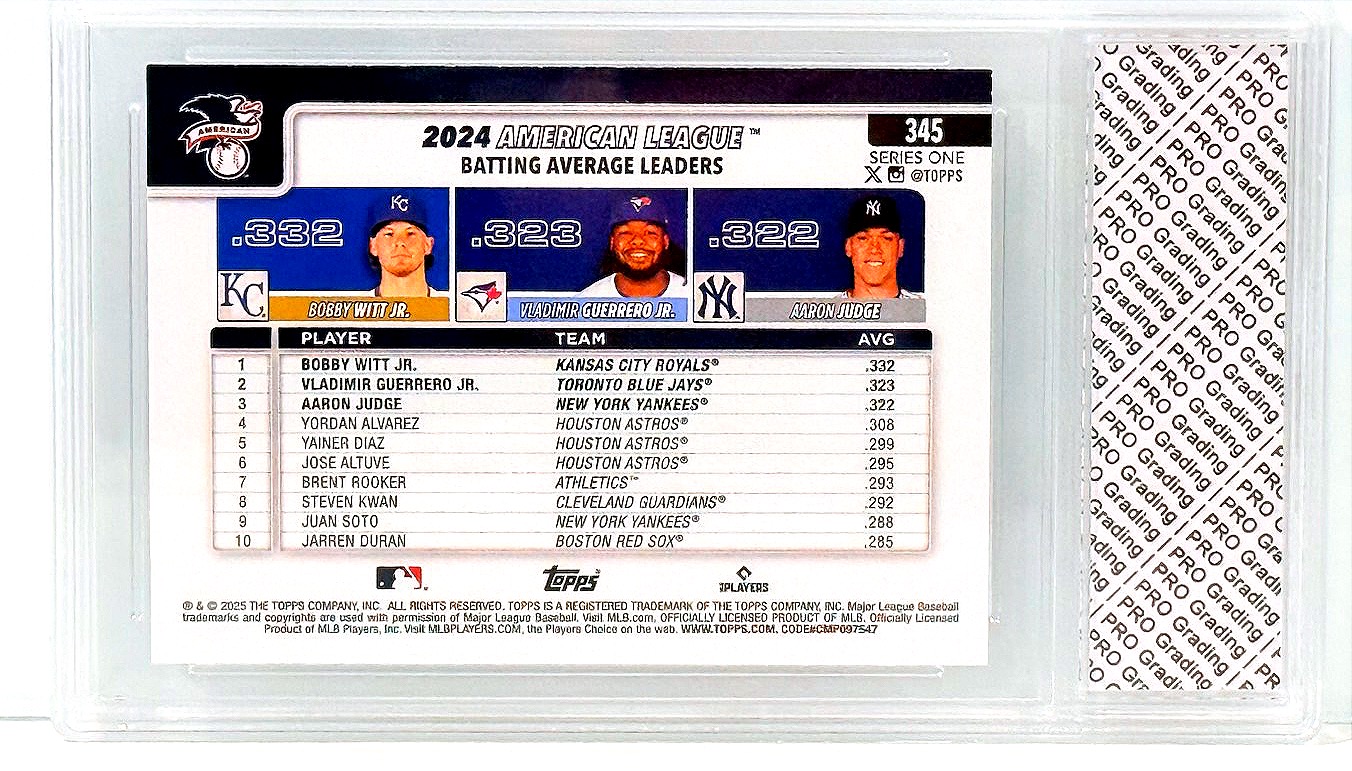 AMERICAN
2024 AMERICAN LEAGUE™
BATTING AVERAGE LEADERS
345
SERIES ONE
X @TOPPS
.332
KC
KC
BOBBY WITT JR.
.323
VLADIMIR GUERRERO JR.
.322
NY
NY
AARON JUDGE
PLAYER TEAM AVG
1 BOBBY WITT JR. KANSAS CITY ROYALS® .332
2 VLADIMIR GUERRERO JR. TORONTO BLUE JAYS® .323
3 AARON JUDGE NEW YORK YANKEES® .322
4 YORDAN ALVAREZ HOUSTON ASTROS® .308
5 YAINER DIAZ HOUSTON ASTROS® .299
6 JOSE ALTUVE HOUSTON ASTROS® .295
7 BRENT ROOKER ATHLETICS™ .293
8 STEVEN KWAN CLEVELAND GUARDIANS® .292
9 JUAN SOTO NEW YORK YANKEES® .288
10 JARREN DURAN BOSTON RED SOX® .285
Topps®
PLAYERS
® & © 2025 THE TOPPS COMPANY, INC. ALL RIGHTS RESERVED. TOPPS IS A REGISTERED TRADEMARK OF THE TOPPS COMPANY, INC. Major League Baseball
trademarks and copyrights are used with permission of Major League Baseball. Visit MLB.com. OFFICIALLY LICENSED PRODUCT OF MLB. Officially Licensed
Product of MLB Players, Inc. Visit MLBPLAYERS.COM, the Players Choice on the web. WWW.TOPPS.COM. CODE#CMP097547
PRO Grading | PRO Grading | PRO Grading